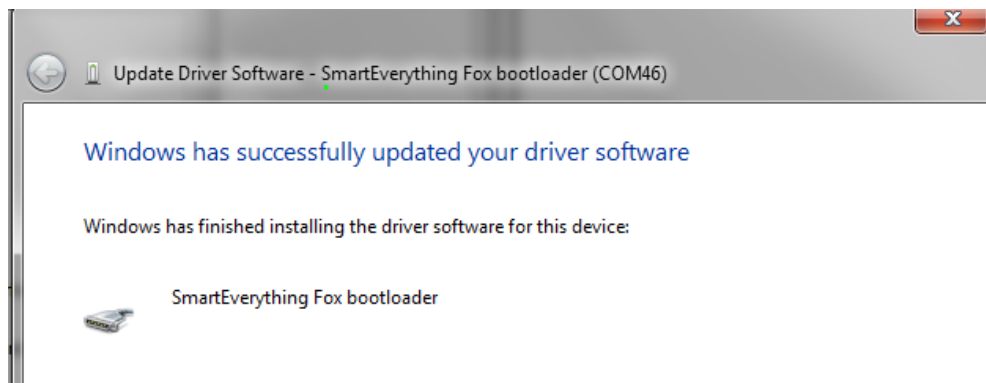 Update Driver Software - SmartEverything Fox bootloader (COM46)
Windows has successfully updated your driver software
Windows has finished installing the driver software for this device:
SmartEverything Fox bootloader